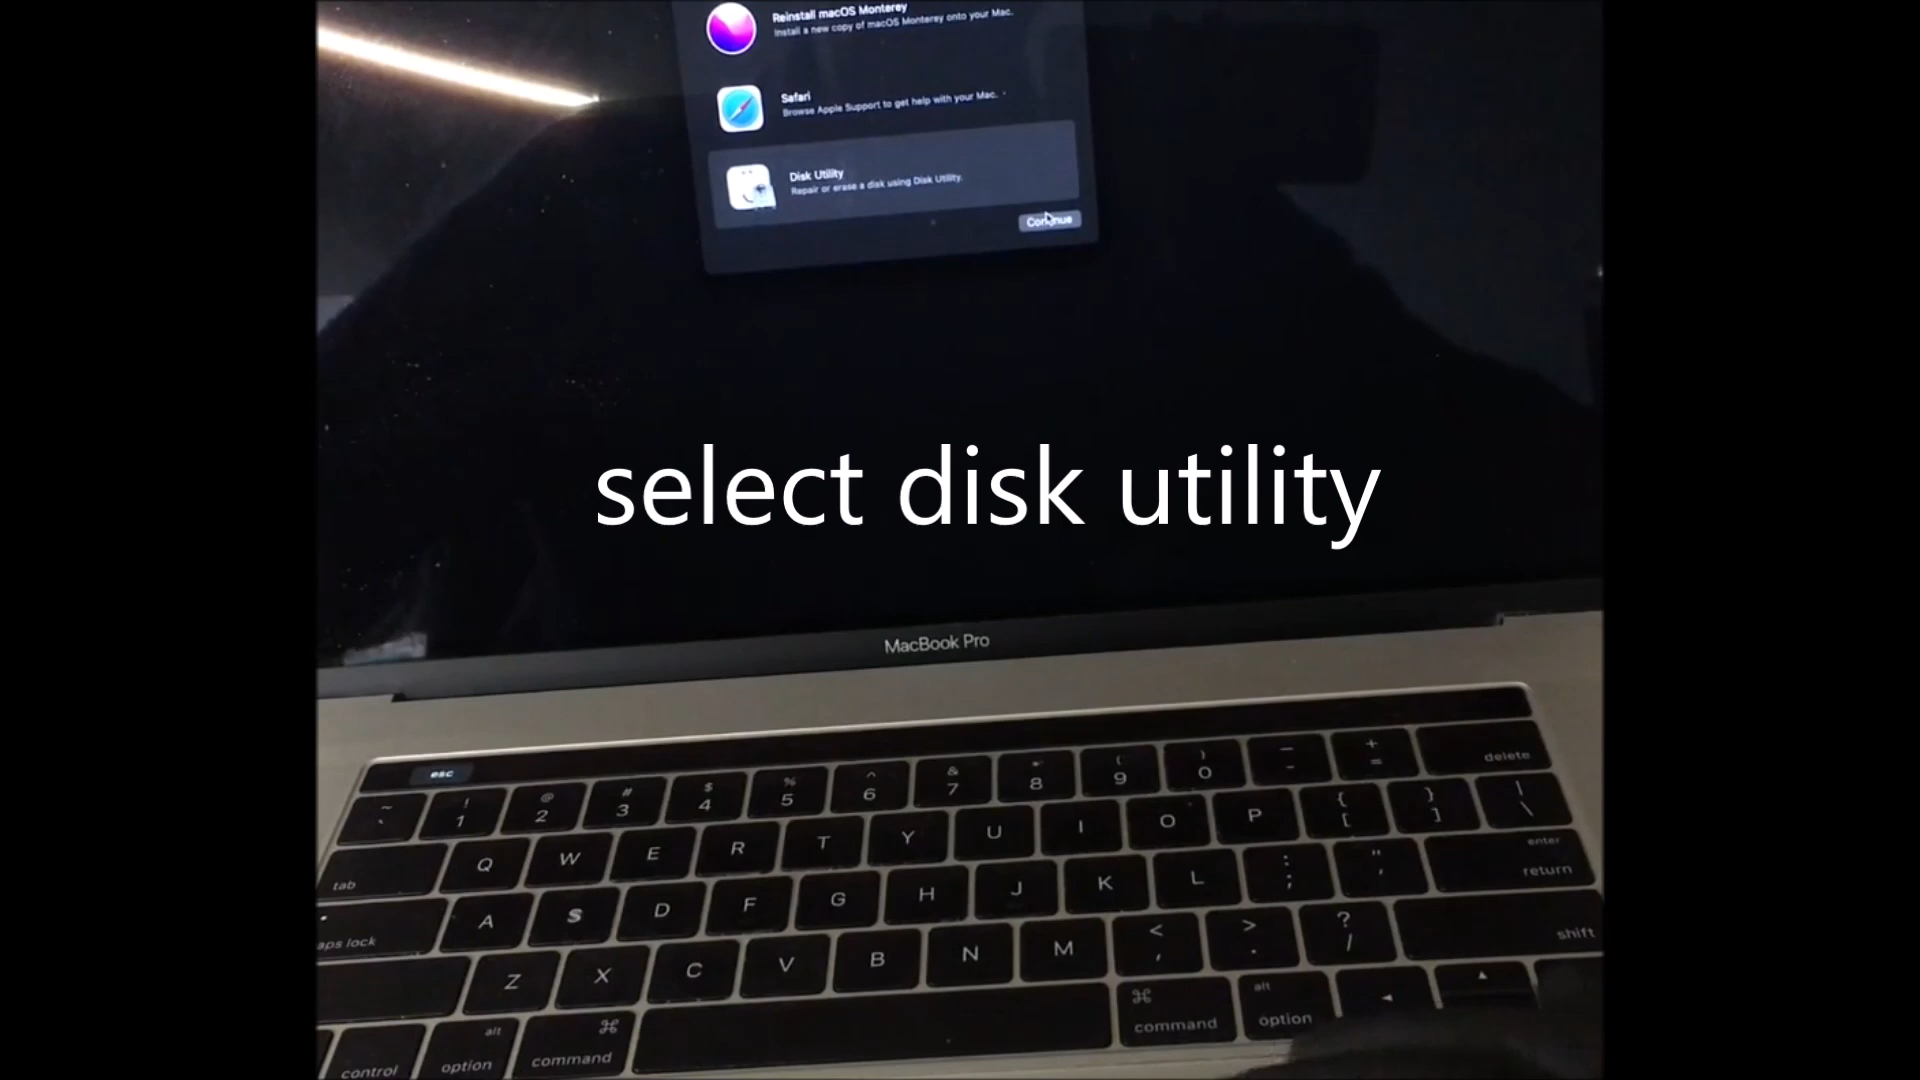 Reinstall macOS Monterey
Install a new copy of macOS Monterey onto your Mac.
Safari
Browse Apple Support to get help with your Mac.
Disk Utility
Repair or erase a disk using Disk Utility.
Continue
select disk utility
MacBook Pro
esc
~ ! @ # $ % ^ & * ( ) _ + delete
` 1 2 3 4 5 6 7 8 9 0 - =
tab Q W E R T Y U I O P { [ } ] | \
aps lock A S D F G H J K L : ; " ' enter return
Z X C V B N M < , > . ? / shift
control alt option ⌘ command ⌘ command alt option ◄ ▲